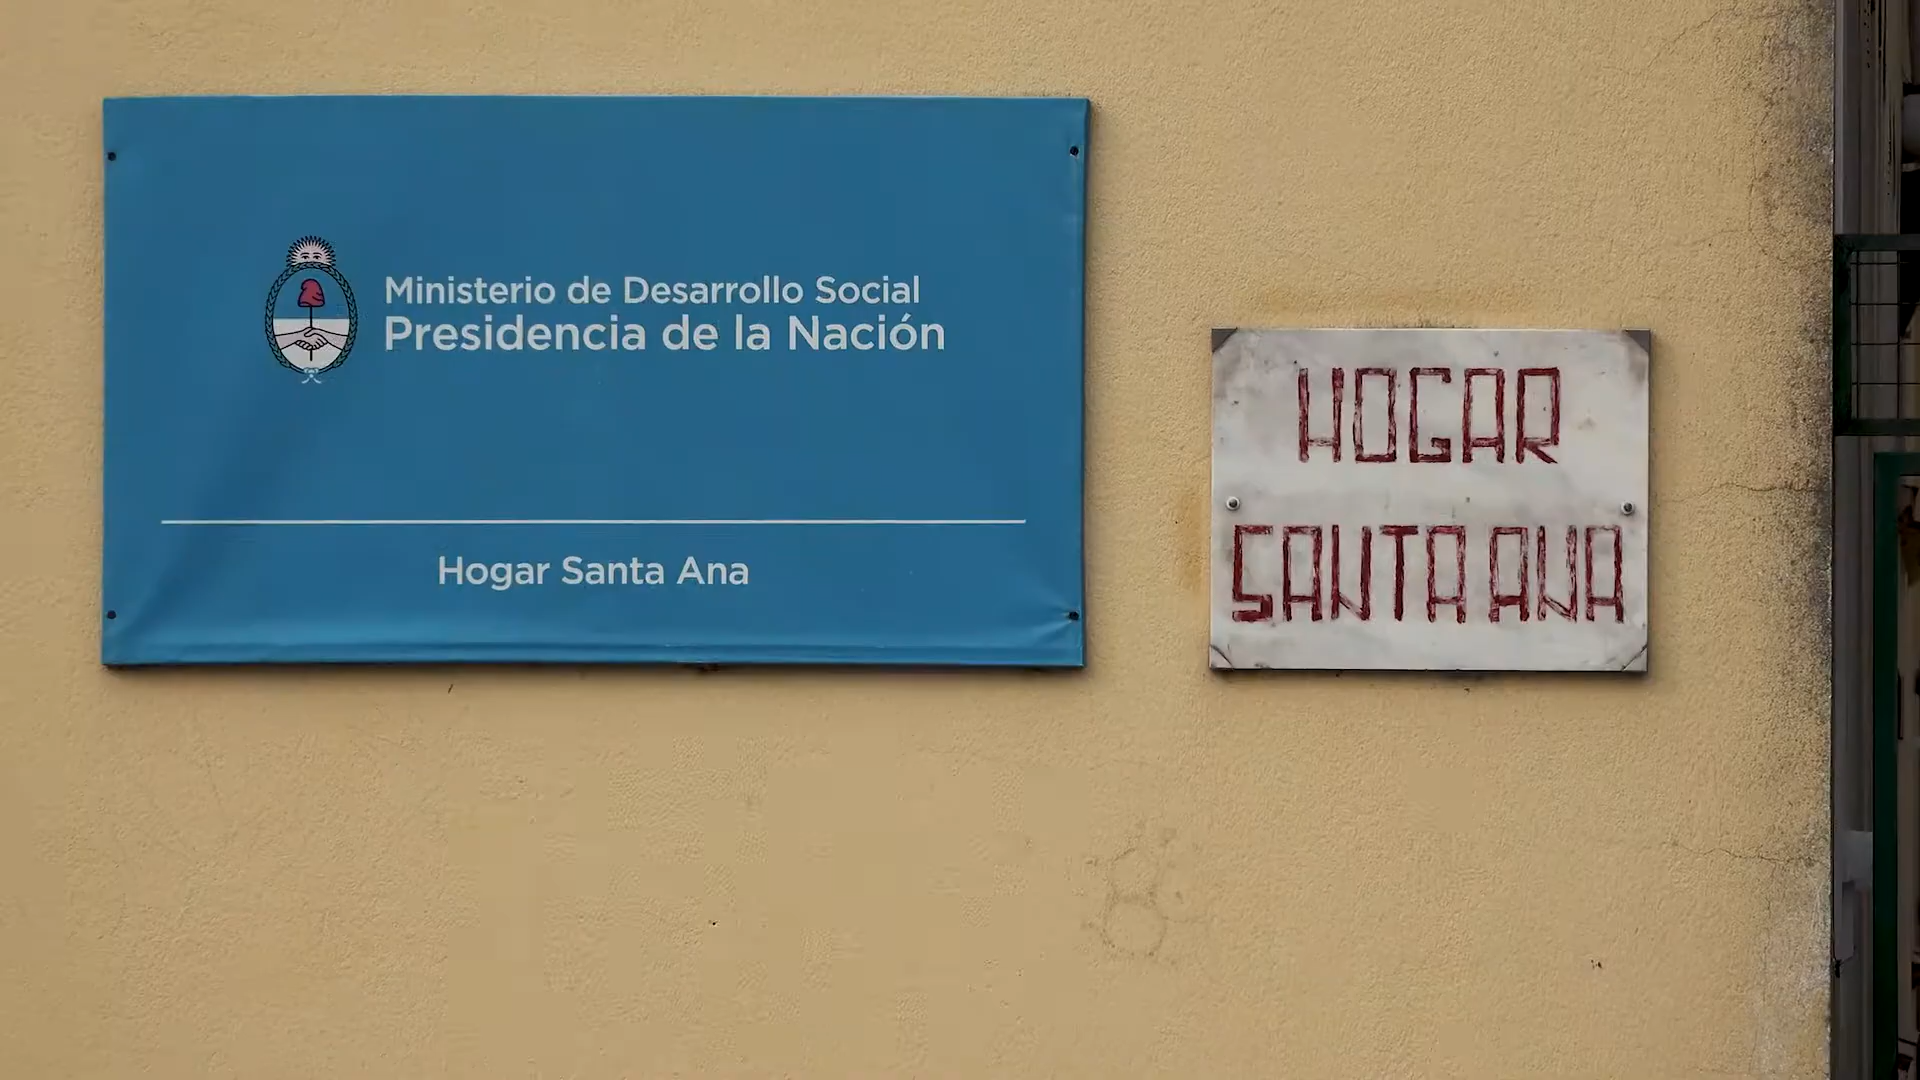 Ministerio de Desarrollo Social
Presidencia de la Nación
Hogar Santa Ana
HOGAR
SANTA ANA